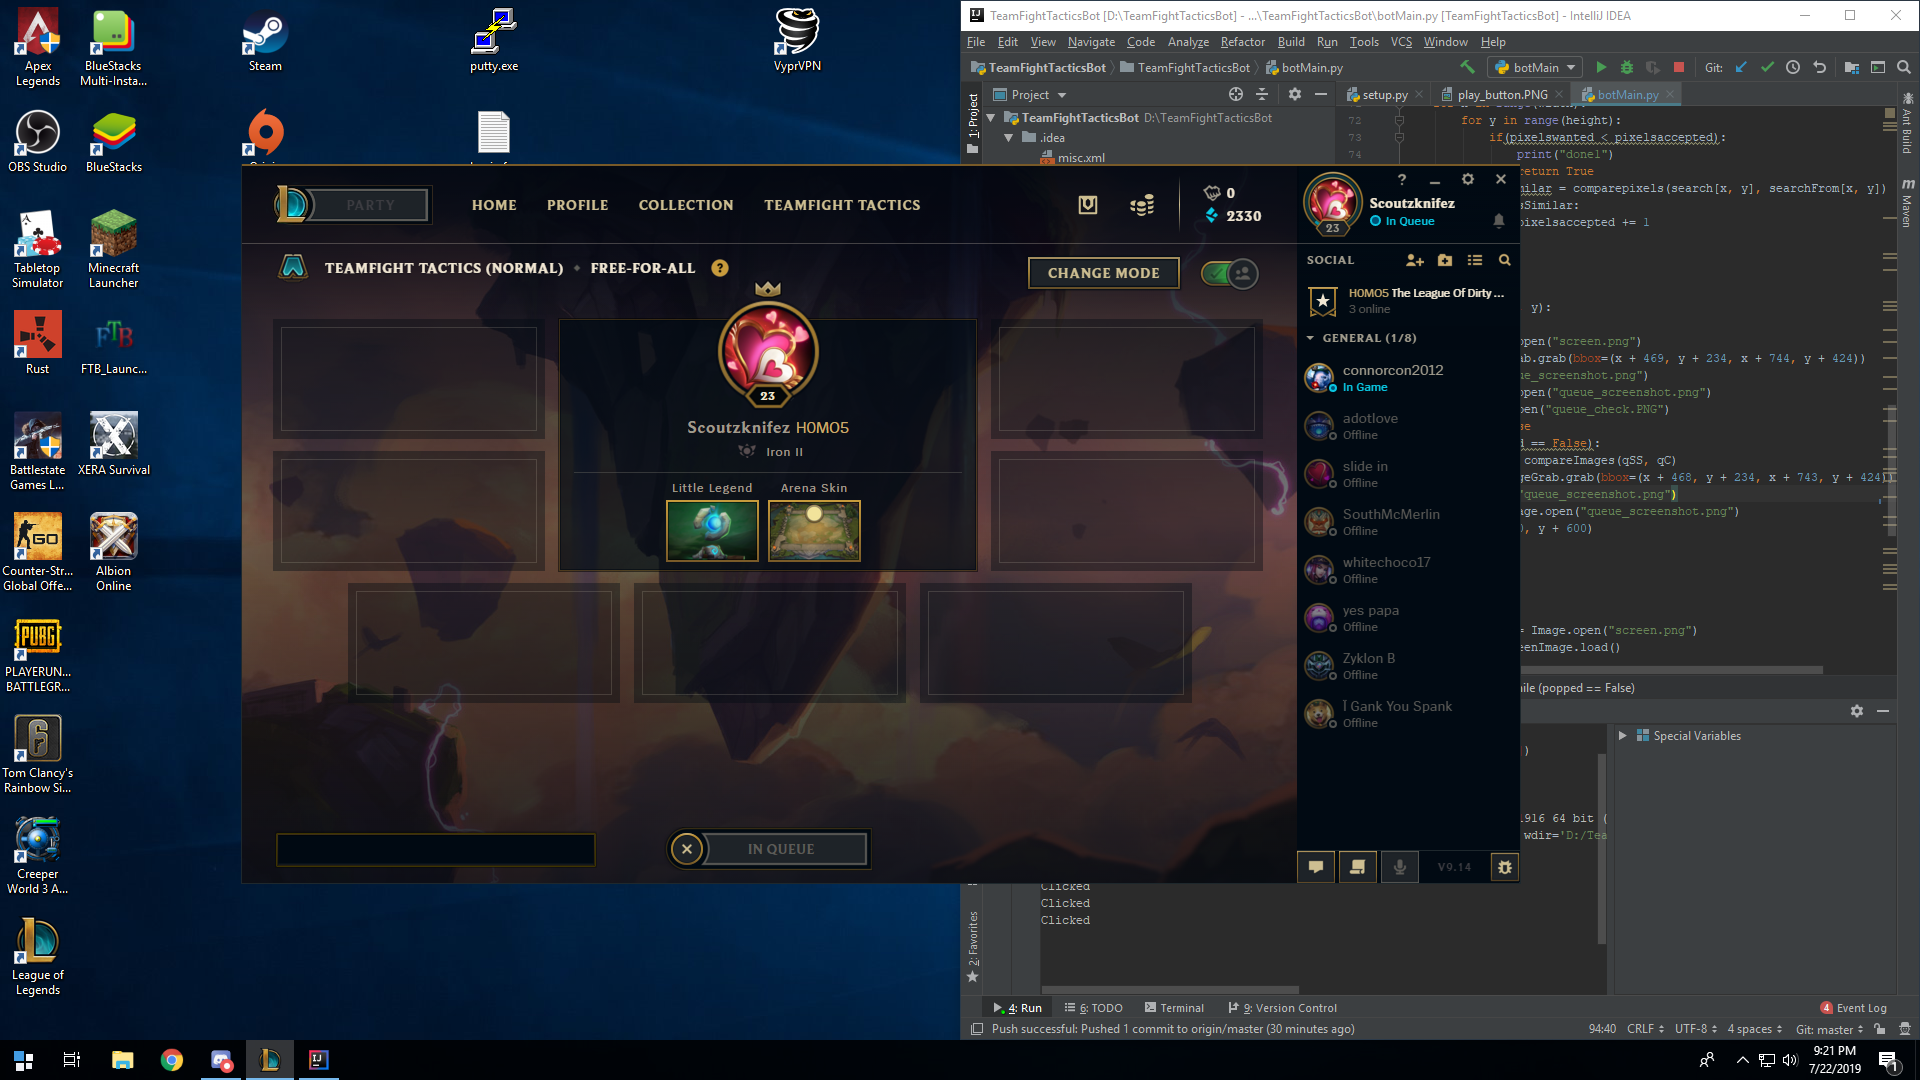 Apex
Legends
BlueStacks
Multi-Insta...
Steam
putty.exe
VyprVPN
OBS Studio
BlueStacks
Tabletop
Simulator
Minecraft
Launcher
Rust
FTB_Launc...
Battlestate
Games L...
XERA Survival
Counter-Str...
Global Offe...
Albion
Online
PLAYERUN...
BATTLEGR...
Tom Clancy's
Rainbow Si...
Creeper
World 3 A...
League of
Legends
PARTY
HOME
PROFILE
COLLECTION
TEAMFIGHT TACTICS
0
2330
TEAMFIGHT TACTICS (NORMAL) • FREE-FOR-ALL ?
CHANGE MODE
23
Scoutzknifez H0MO5
Iron II
Little Legend
Arena Skin
IN QUEUE
Scoutzknifez
In Queue
23
SOCIAL
H0MO5 The League Of Dirty ...
3 online
GENERAL (1/8)
connorcon2012
In Game
adotlove
Offline
slide in
Offline
SouthMcMerlin
Offline
whitechoco17
Offline
yes papa
Offline
Zyklon B
Offline
Ï Gank You Spank
Offline
V9.14
TeamFightTacticsBot [D:\TeamFightTacticsBot] - ...\TeamFightTacticsBot\botMain.py [TeamFightTacticsBot] - IntelliJ IDEA
File Edit View Navigate Code Analyze Refactor Build Run Tools VCS Window Help
TeamFightTacticsBot TeamFightTacticsBot botMain.py
botMain
Git:
Project
setup.py
play_button.PNG
botMain.py
1: Project
TeamFightTacticsBot D:\TeamFightTacticsBot
.idea
misc.xml
72 for y in range(height):
73 if(pixelswanted < pixelsaccepted):
74 print("done1")
return True
milar = comparepixels(search[x, y], searchFrom[x, y])
sSimilar:
pixelsaccepted += 1
y):
open("screen.png")
ab.grab(bbox=(x + 469, y + 234, x + 744, y + 424))
ue_screenshot.png")
open("queue_screenshot.png")
pen("queue_check.PNG")
se
d == False):
compareImages(qSS, qC)
geGrab.grab(bbox=(x + 468, y + 234, x + 743, y + 424))
"queue_screenshot.png")
age.open("queue_screenshot.png")
0, y + 600)
= Image.open("screen.png")
eenImage.load()
ile (popped == False)
Special Variables
1916 64 bit (
wdir='D:/Tea
Clicked
Clicked
Clicked
Ant Build
Maven
2: Favorites
4: Run
6: TODO
Terminal
9: Version Control
4 Event Log
Push successful: Pushed 1 commit to origin/master (30 minutes ago)
94:40 CRLF UTF-8 4 spaces Git: master
9:21 PM
7/22/2019
1